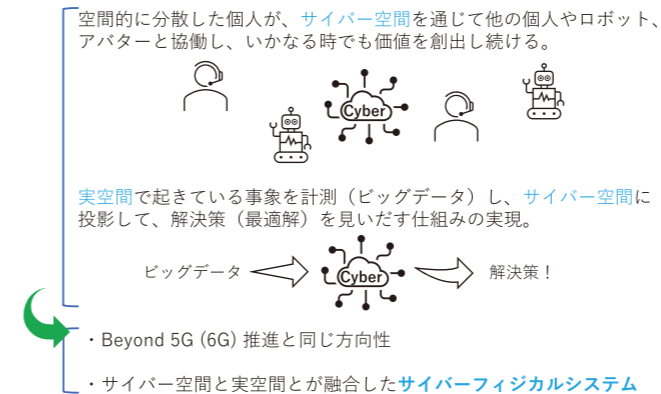 空間的に分散した個人が、サイバー空間を通じて他の個人やロボット、
アバターと協働し、いかなる時でも価値を創出し続ける。
Cyber
実空間で起きている事象を計測（ビッグデータ）し、サイバー空間に
投影して、解決策（最適解）を見いだす仕組みの実現。
ビッグデータ Cyber 解決策！
・Beyond 5G (6G) 推進と同じ方向性
・サイバー空間と実空間とが融合したサイバーフィジカルシステム